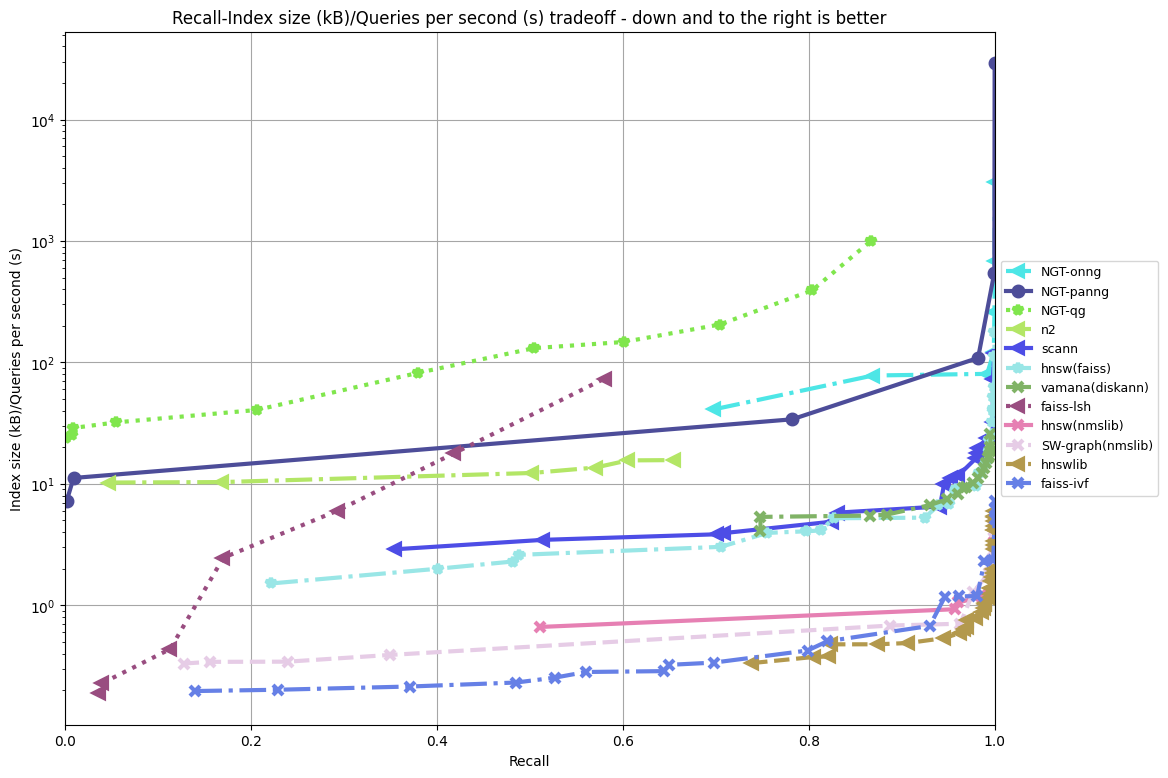 Recall-Index size (kB)/Queries per second (s) tradeoff - down and to the right is better
Index size (kB)/Queries per second (s)
10^4
10^3
10^2
10^1
10^0
0.0 0.2 0.4 0.6 0.8 1.0
Recall
NGT-onng
NGT-panng
NGT-qg
n2
scann
hnsw(faiss)
vamana(diskann)
faiss-lsh
hnsw(nmslib)
SW-graph(nmslib)
hnswlib
faiss-ivf